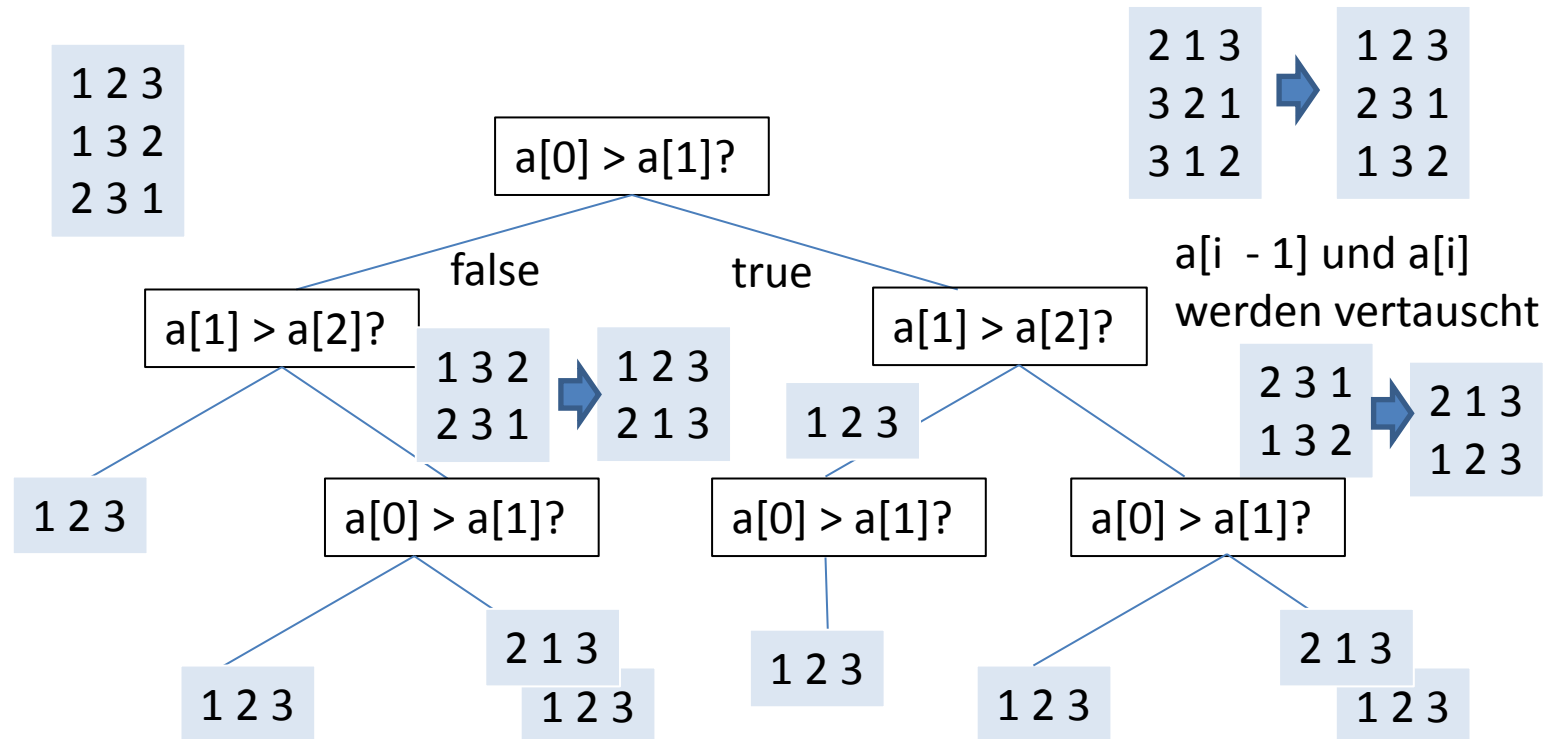 1 2 3
1 3 2
2 3 1
2 1 3
3 2 1
3 1 2
1 2 3
2 3 1
1 3 2
a[0] > a[1]?
false
true
a[i - 1] und a[i]
werden vertauscht
a[1] > a[2]?
1 3 2
2 3 1
1 2 3
2 1 3
a[1] > a[2]?
1 2 3
2 3 1
1 3 2
2 1 3
1 2 3
1 2 3
a[0] > a[1]?
a[0] > a[1]?
a[0] > a[1]?
1 2 3
2 1 3
1 2 3
1 2 3
1 2 3
2 1 3
1 2 3